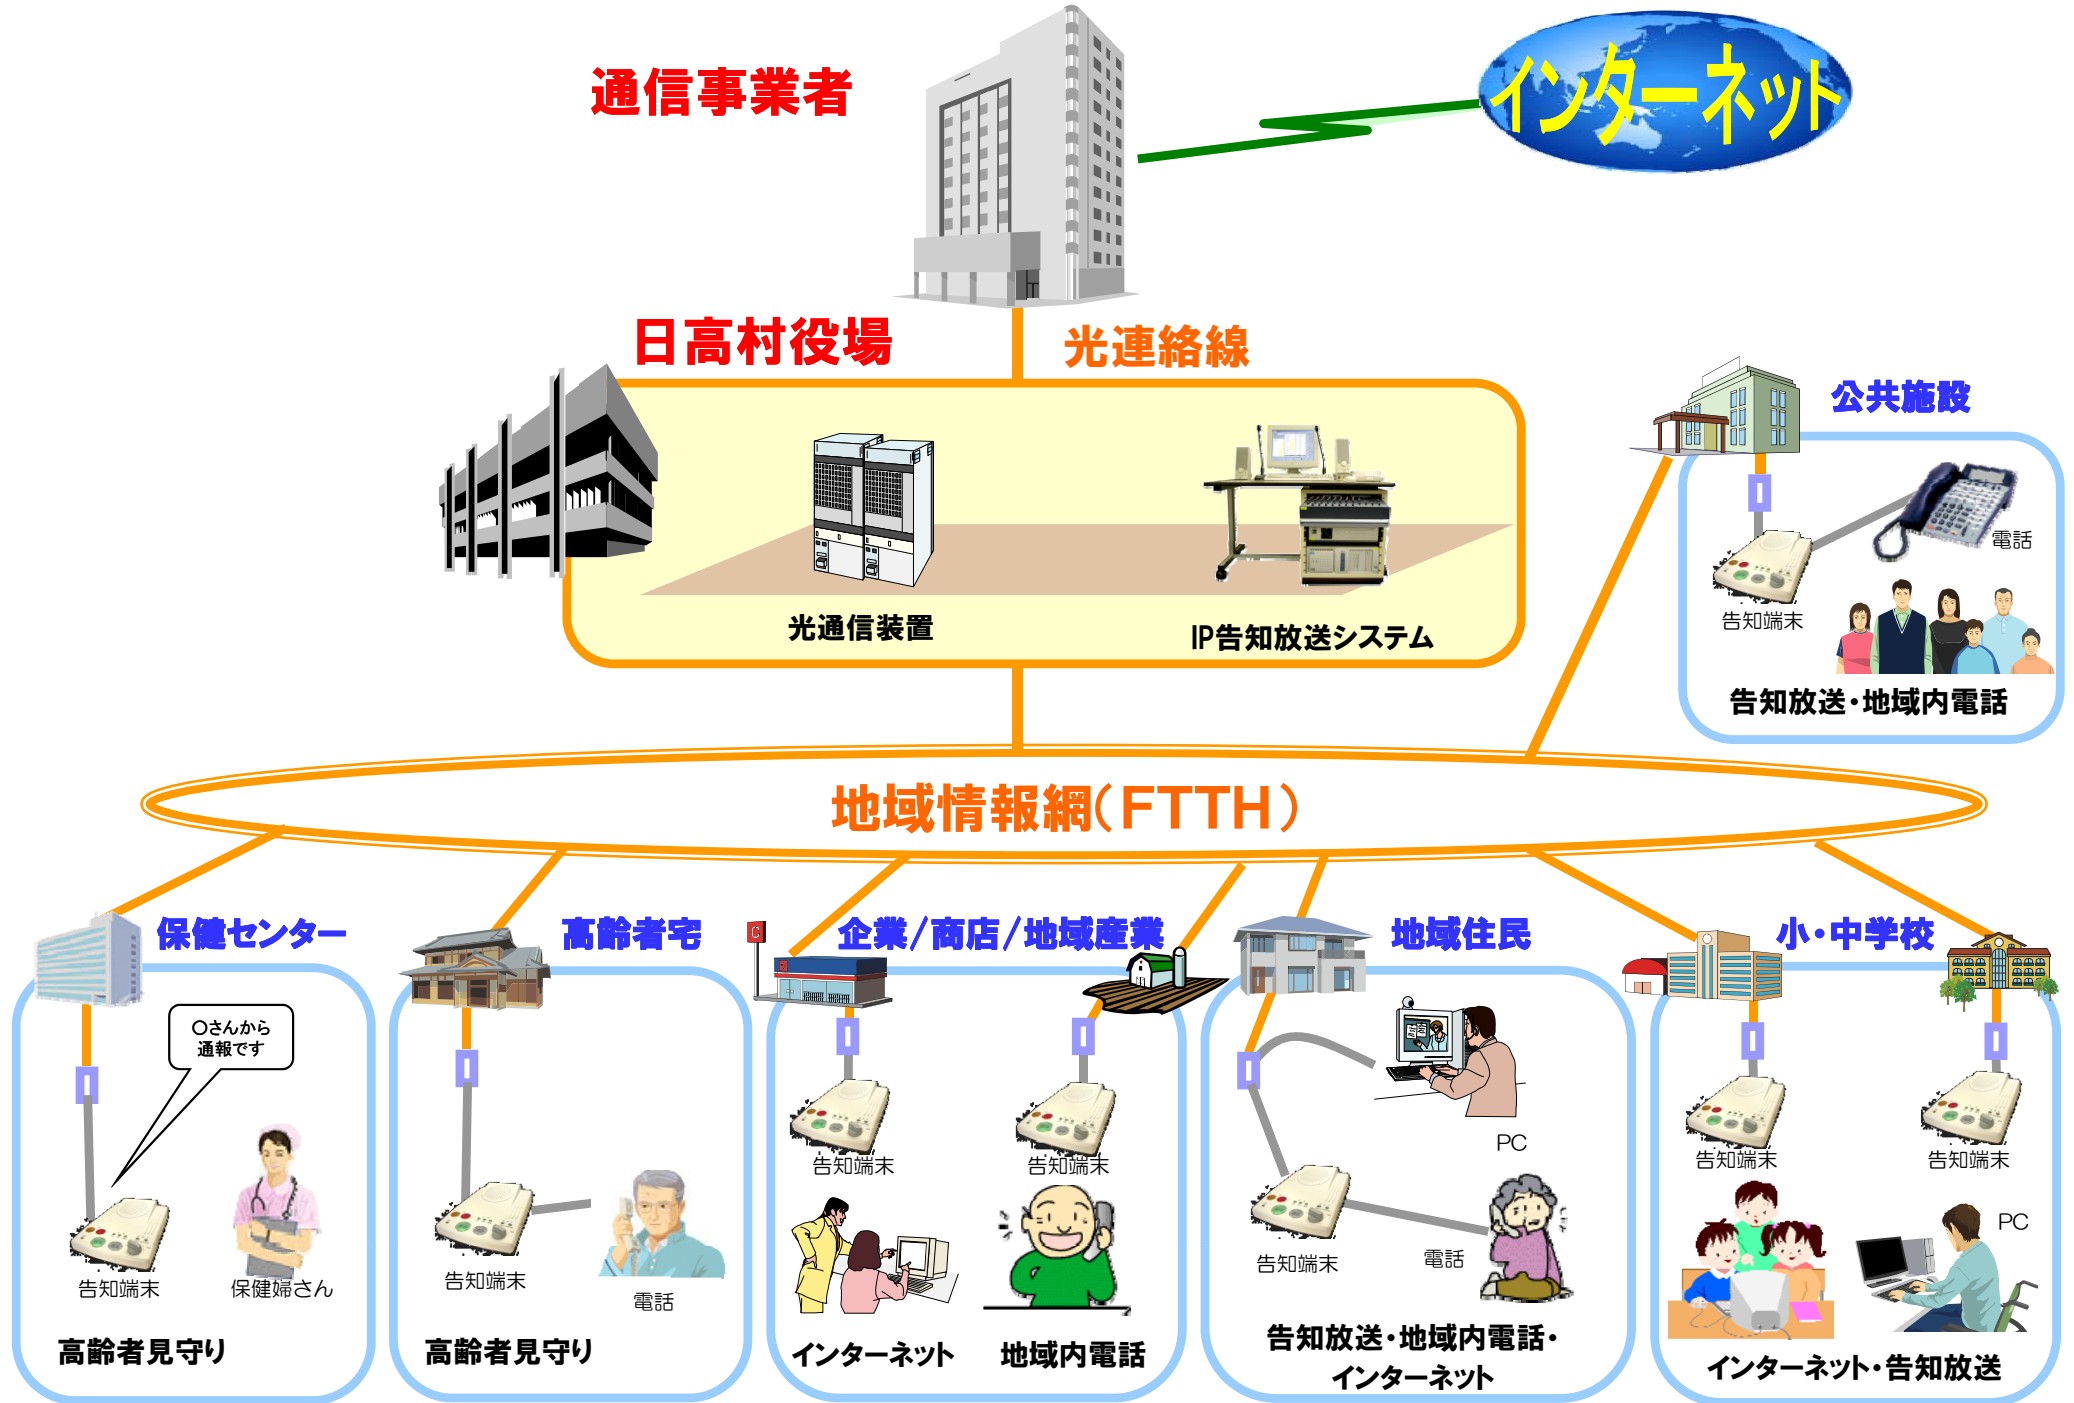 通信事業者
インターネット
日高村役場
光連絡線
公共施設
電話
告知端末
告知放送・地域内電話
光通信装置
IP告知放送システム
地域情報網(FTTH)
保健センター
〇さんから
通報です
告知端末
保健婦さん
高齢者見守り
高齢者宅
告知端末
電話
高齢者見守り
企業/商店/地域産業
C
告知端末
告知端末
インターネット
地域内電話
地域住民
PC
告知端末
電話
告知放送・地域内電話・
インターネット
小・中学校
告知端末
告知端末
PC
インターネット・告知放送